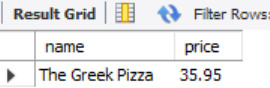 Result Grid Filter Rows:
name price
The Greek Pizza 35.95